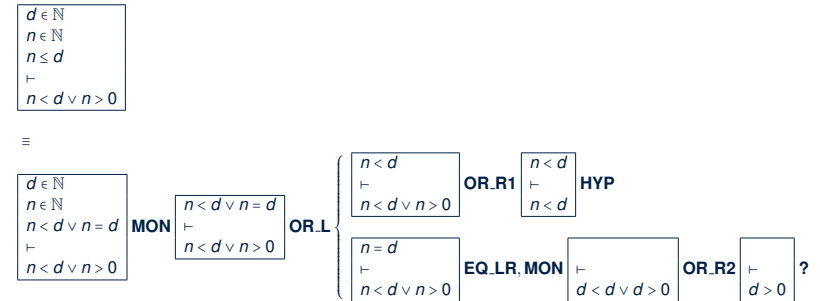 d ∈ ℕ
n ∈ ℕ
n ≤ d
⊢
n < d ∨ n > 0
≡
d ∈ ℕ
n ∈ ℕ
n < d ∨ n = d
⊢
n < d ∨ n > 0
MON
n < d ∨ n = d
⊢
n < d ∨ n > 0
OR_L
n < d
⊢
n < d ∨ n > 0
OR_R1
n < d
⊢
n < d
HYP
n = d
⊢
n < d ∨ n > 0
EQ_LR, MON
⊢
d < d ∨ d > 0
OR_R2
⊢
d > 0
?